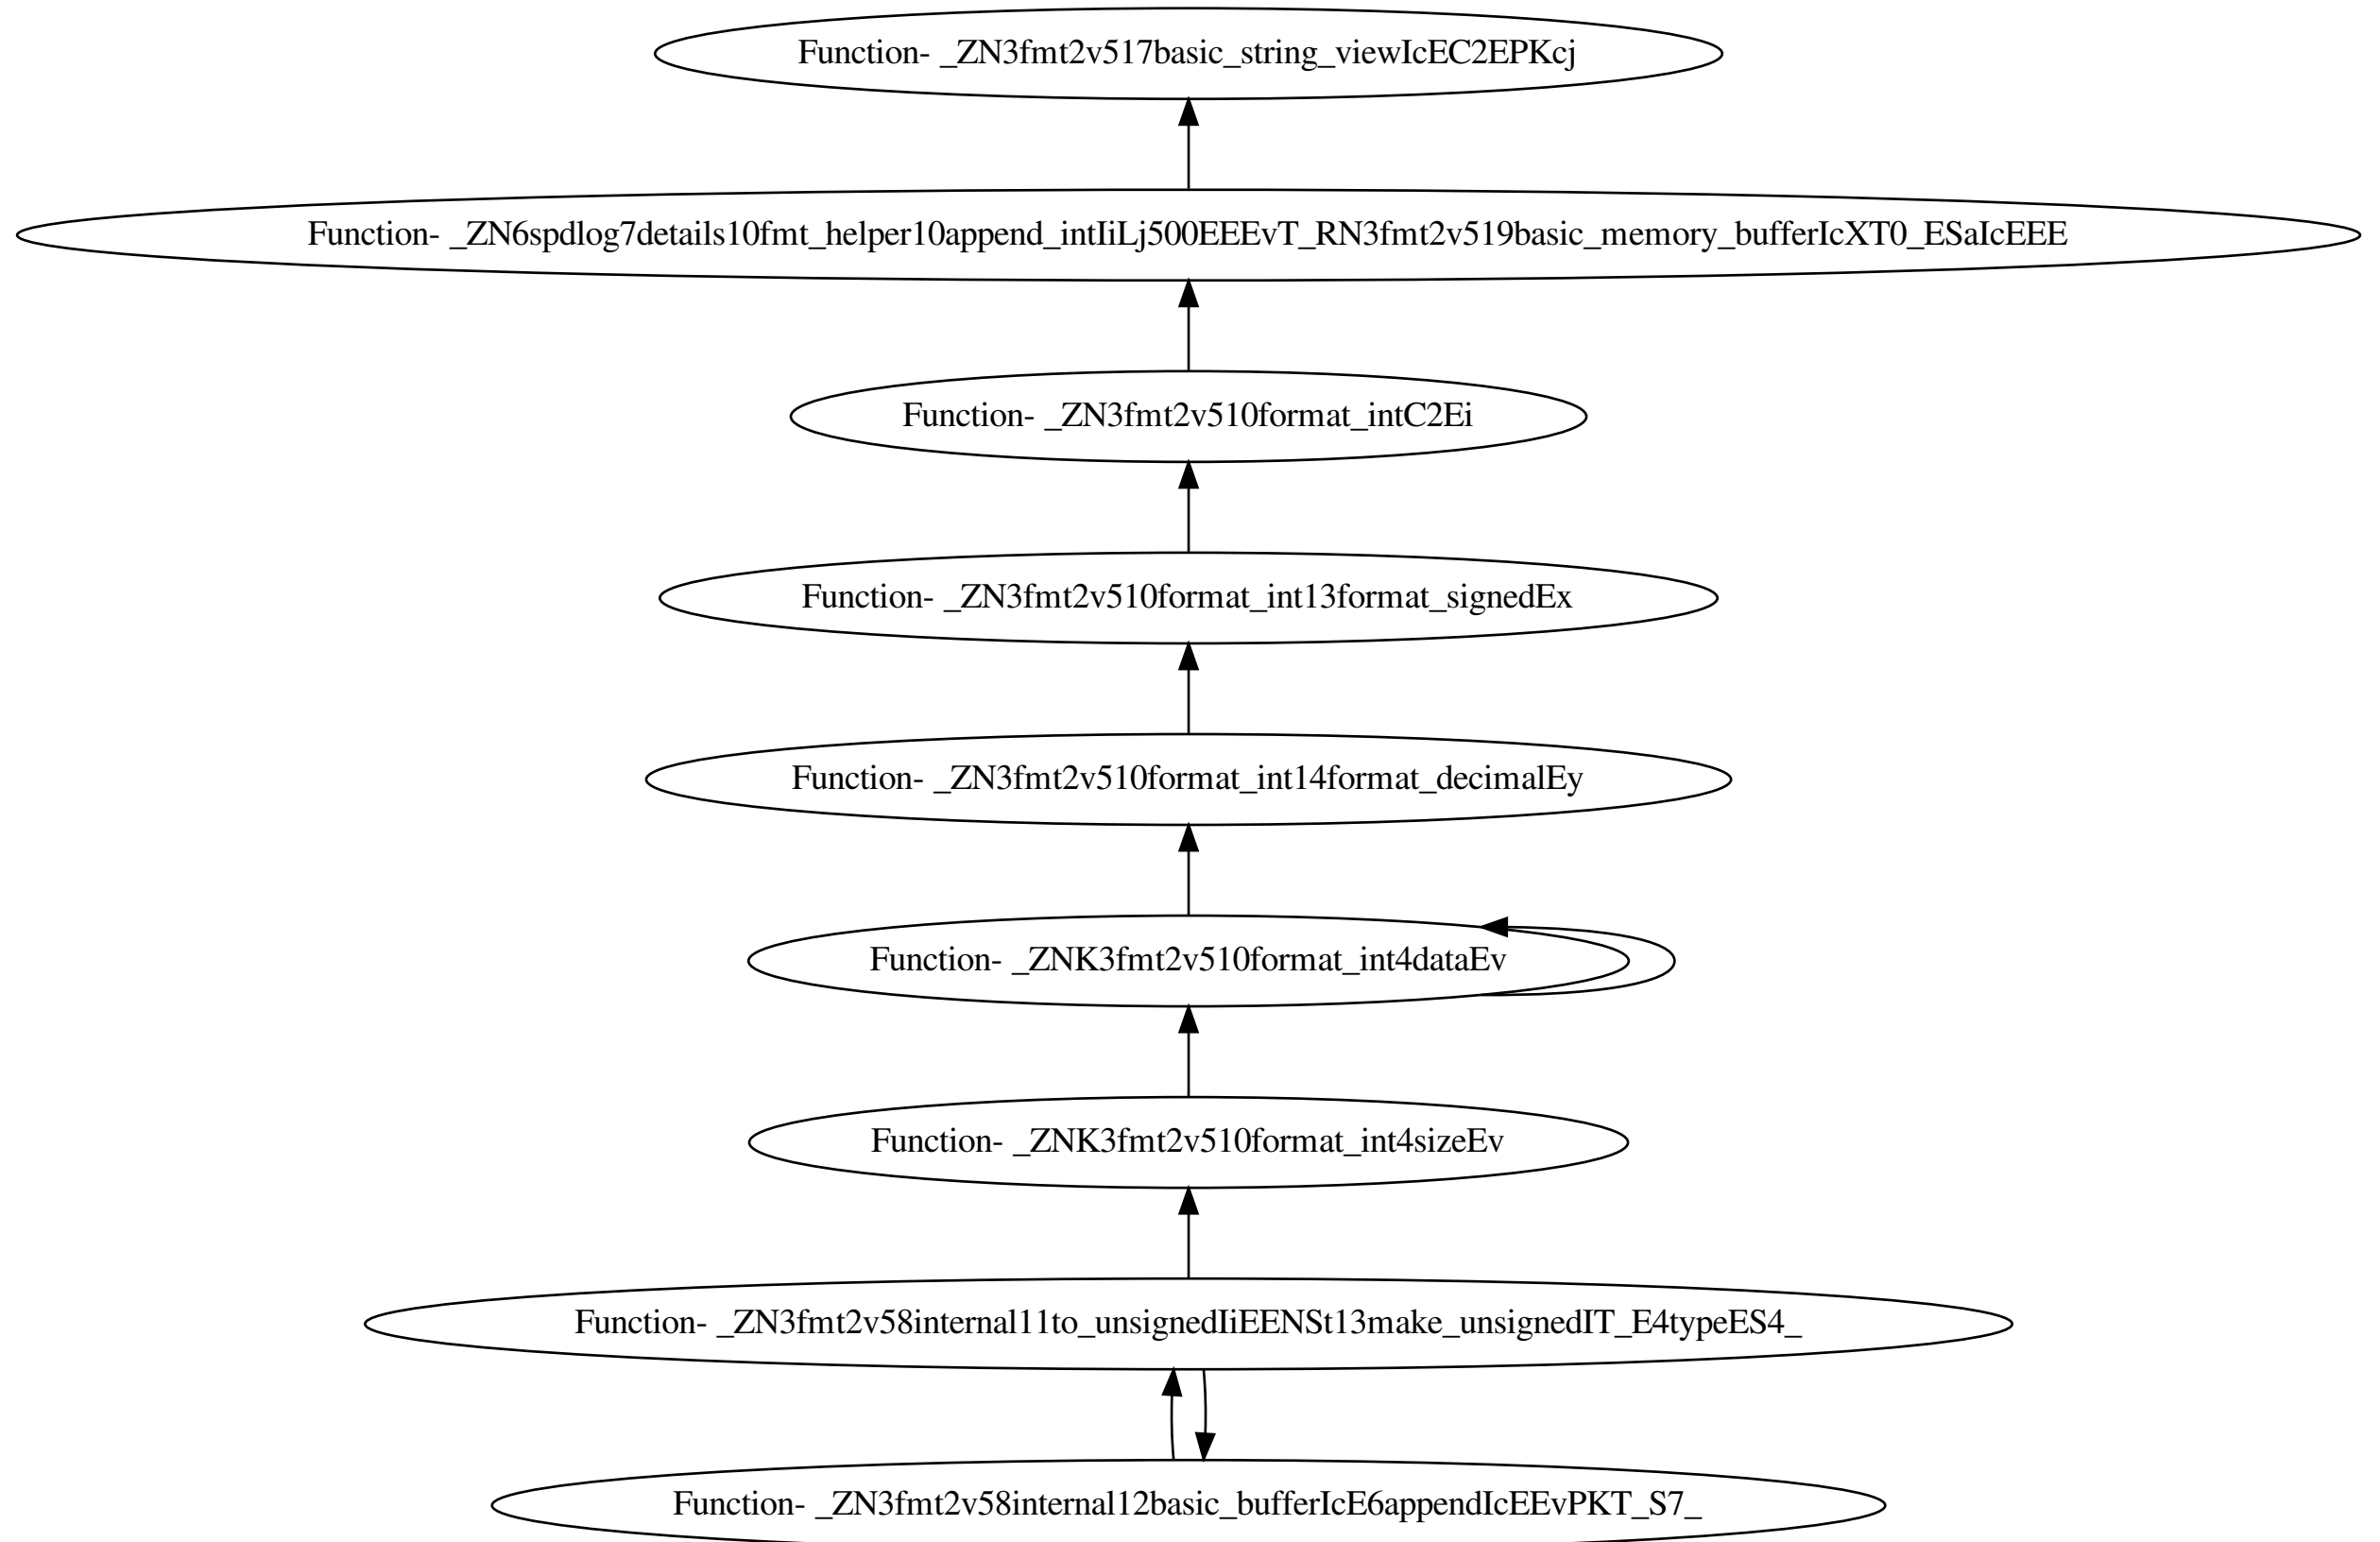 Function- _ZN3fmt2v517basic_string_viewIcEC2EPKcj
Function- _ZN6spdlog7details10fmt_helper10append_intIiLj500EEEvT_RN3fmt2v519basic_memory_bufferIcXT0_ESaIcEEE
Function- _ZN3fmt2v510format_intC2Ei
Function- _ZN3fmt2v510format_int13format_signedEx
Function- _ZN3fmt2v510format_int14format_decimalEy
Function- _ZNK3fmt2v510format_int4dataEv
Function- _ZNK3fmt2v510format_int4sizeEv
Function- _ZN3fmt2v58internal11to_unsignedIiEENSt13make_unsignedIT_E4typeES4_
Function- _ZN3fmt2v58internal12basic_bufferIcE6appendIcEEvPKT_S7_